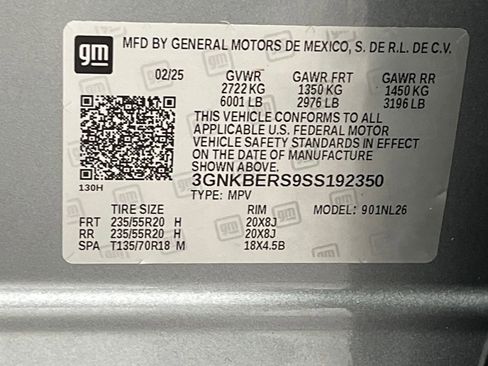 gm MFD BY GENERAL MOTORS DE MEXICO, S. DE R.L. DE C.V.
02/25 GVWR GAWR FRT GAWR RR
2722 KG 1350 KG 1450 KG
6001 LB 2976 LB 3196 LB
THIS VEHICLE CONFORMS TO ALL
APPLICABLE U.S. FEDERAL MOTOR
VEHICLE SAFETY STANDARDS IN EFFECT
ON THE DATE OF MANUFACTURE
SHOWN ABOVE.
3GNKBERS9SS192350
130H TYPE: MPV
TIRE SIZE RIM MODEL: 901NL26
FRT 235/55R20 H 20X8J
RR 235/55R20 H 20X8J
SPA T135/70R18 M 18X4.5B